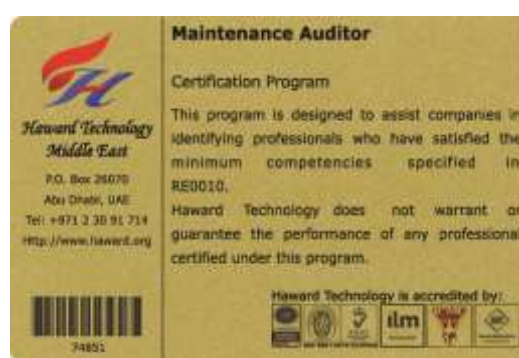 Haward Technology
Middle East
P.O. Box 26070
Abu Dhabi, UAE
Tel: +971 2 30 91 714
Http://www.haward.org
74851
Maintenance Auditor
Certification Program
This program is designed to assist companies in
identifying professionals who have satisfied the
minimum competencies specified in
RE0010.
Haward Technology does not warrant or
guarantee the performance of any professional
certified under this program.
Haward Technology is accredited by:
ilm